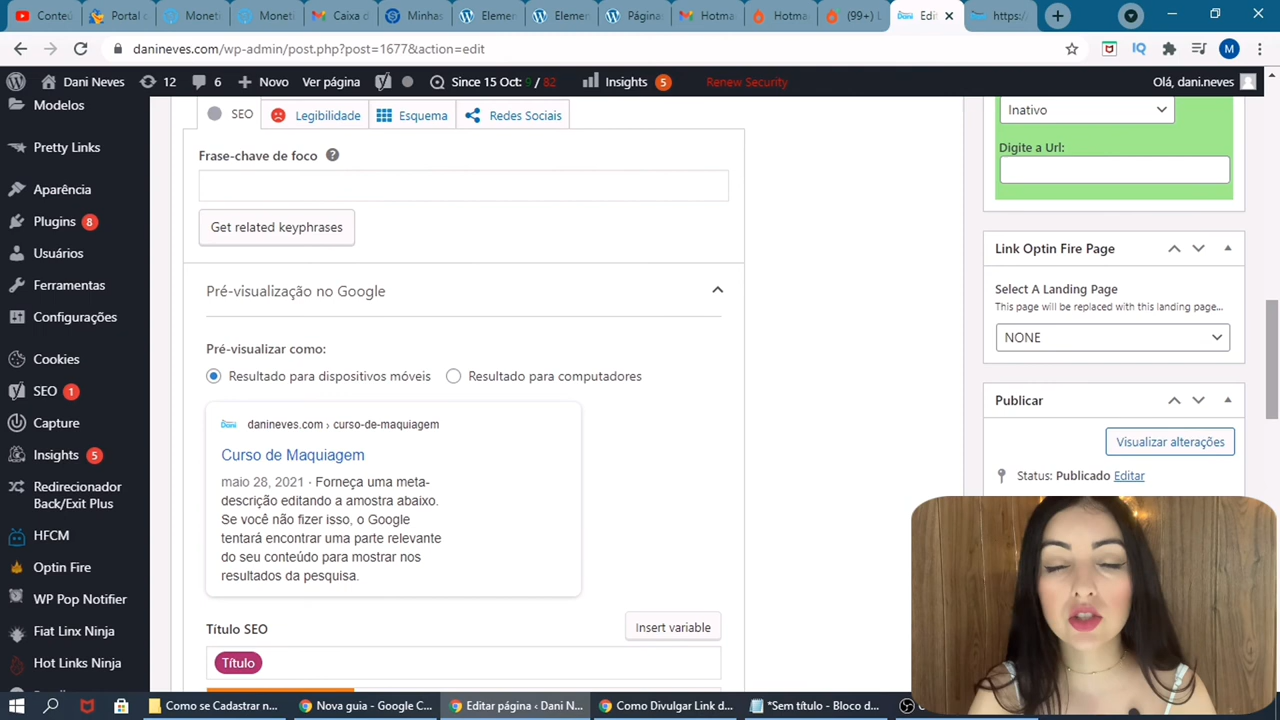 Conteú
Portal d
Moneti
Moneti
Caixa d
Minhas
Elemen
Elemen
Página
Hotma
Hotma
(99+) L
Edi
https:/
danineves.com/wp-admin/post.php?post=1677&action=edit
Dani Neves
12
6
Novo
Ver página
Since 15 Oct: 9 / 82
Insights 5
Renew Security
Olá, dani.neves
Modelos
Pretty Links
Aparência
Plugins 8
Usuários
Ferramentas
Configurações
Cookies
SEO 1
Capture
Insights 5
Redirecionador
Back/Exit Plus
HFCM
Optin Fire
WP Pop Notifier
Fiat Linx Ninja
Hot Links Ninja
SEO
Legibilidade
Esquema
Redes Sociais
Frase-chave de foco
Get related keyphrases
Pré-visualização no Google
Pré-visualizar como:
Resultado para dispositivos móveis
Resultado para computadores
danineves.com › curso-de-maquiagem
Curso de Maquiagem
maio 28, 2021 · Forneça uma meta-
descrição editando a amostra abaixo.
Se você não fizer isso, o Google
tentará encontrar uma parte relevante
do seu conteúdo para mostrar nos
resultados da pesquisa.
Título SEO
Insert variable
Título
Inativo
Digite a Url:
Link Optin Fire Page
Select A Landing Page
This page will be replaced with this landing page...
NONE
Publicar
Visualizar alterações
Status: Publicado Editar
Como se Cadastrar n...
Nova guia - Google C...
Editar página ‹ Dani N...
Como Divulgar Link d...
*Sem título - Bloco d...